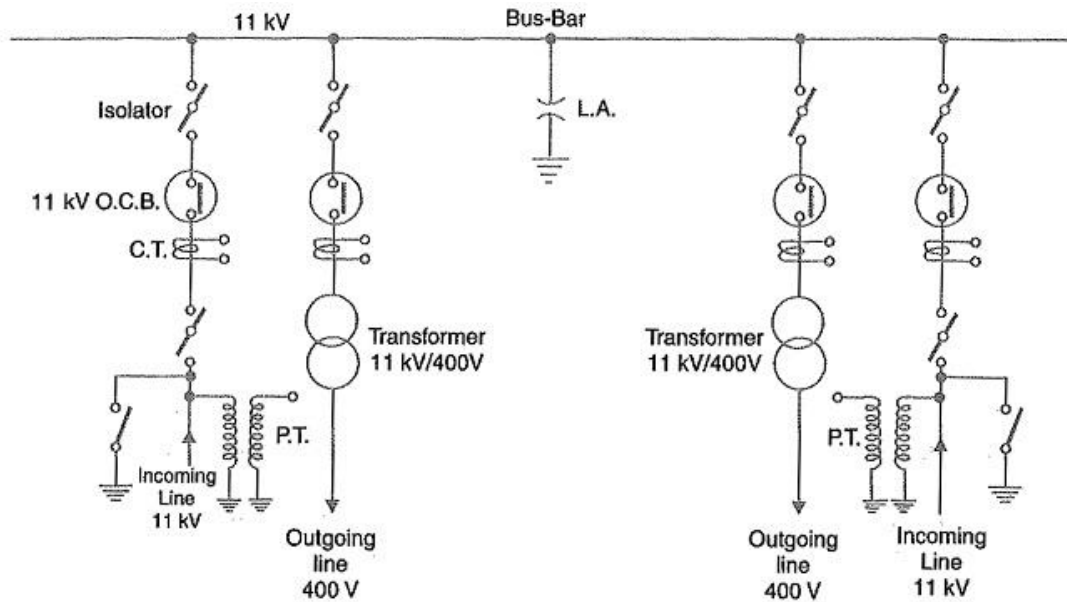 11 kV
Bus-Bar
Isolator
L.A.
11 kV O.C.B.
C.T.
Transformer
11 kV/400V
Transformer
11 kV/400V
P.T.
P.T.
Incoming
Line
11 kV
Outgoing
line
400 V
Outgoing
line
400 V
Incoming
Line
11 kV